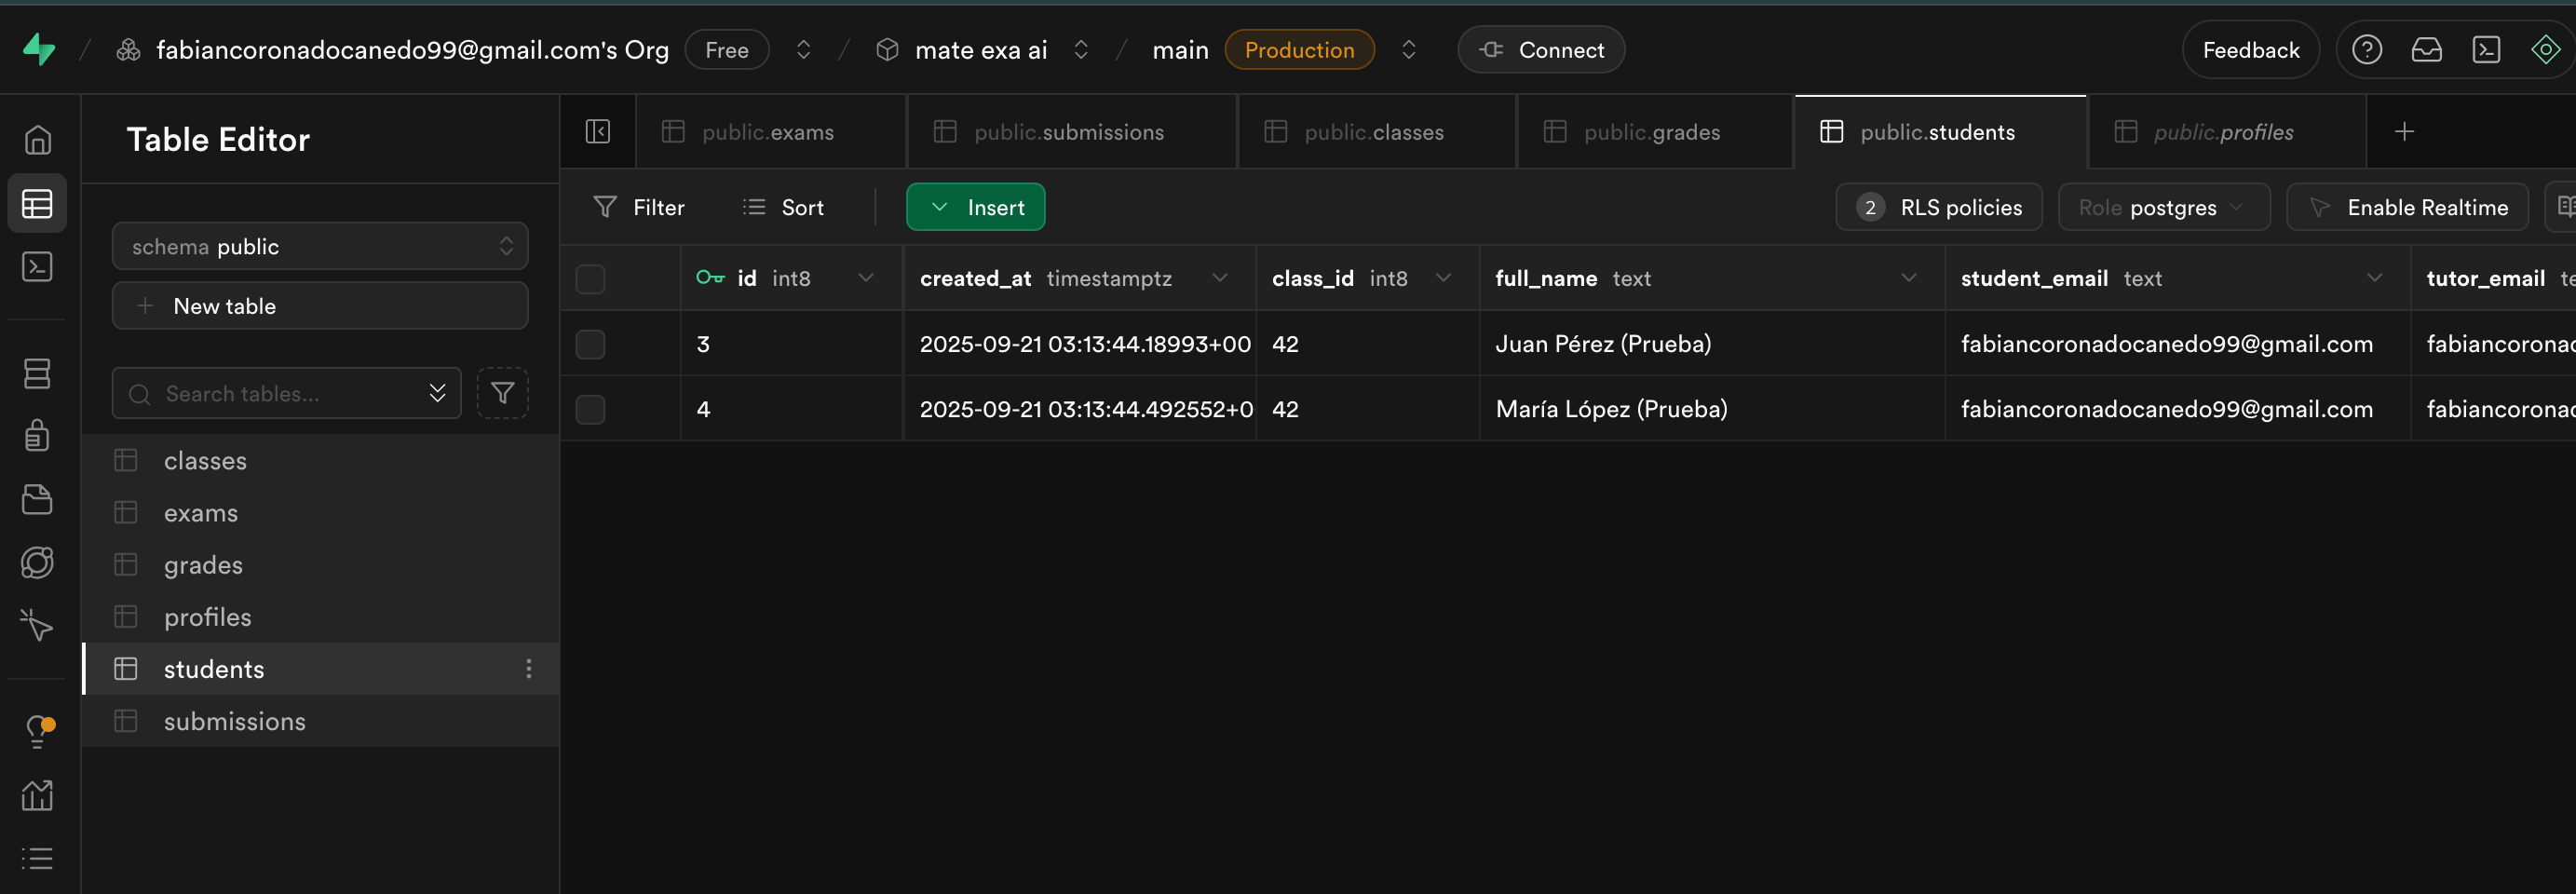 fabiancoronadocanedo99@gmail.com's Org Free / mate exa ai / main Production Connect Feedback
Table Editor
public.exams public.submissions public.classes public.grades public.students public.profiles
Filter Sort Insert 2 RLS policies Role postgres Enable Realtime
schema public
New table
Search tables...
classes
exams
grades
profiles
students
submissions
id int8 created_at timestamptz class_id int8 full_name text student_email text tutor_email te
3 2025-09-21 03:13:44.18993+00 42 Juan Pérez (Prueba) fabiancoronadocanedo99@gmail.com fabiancoronad
4 2025-09-21 03:13:44.492552+0 42 María López (Prueba) fabiancoronadocanedo99@gmail.com fabiancoronad